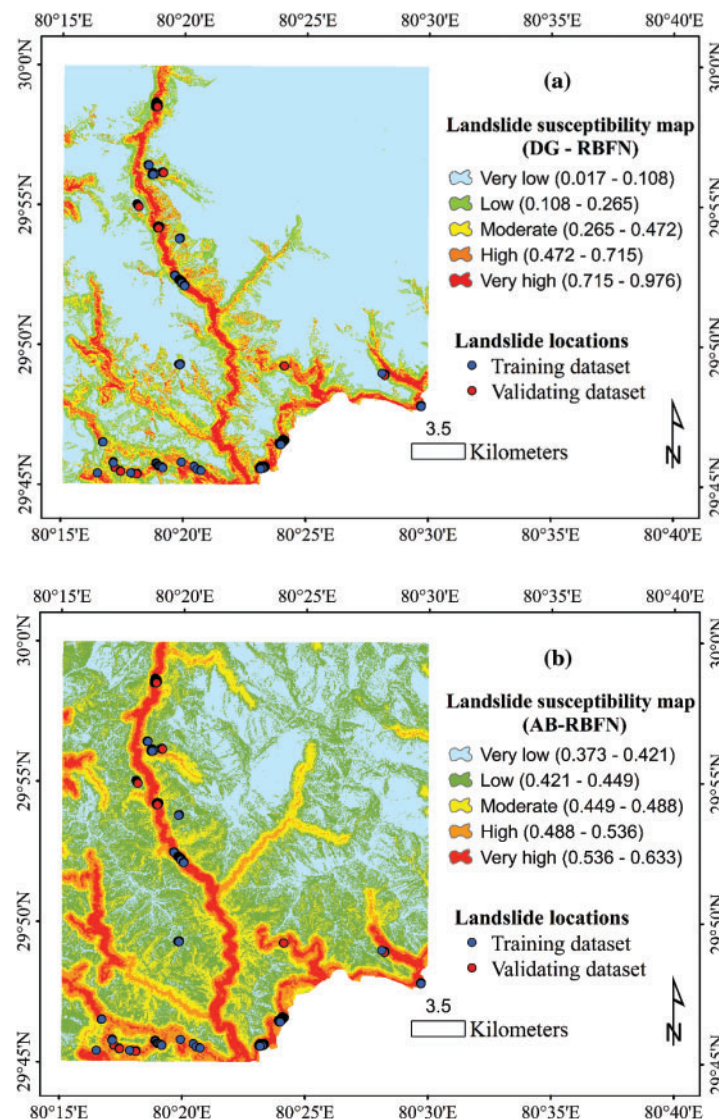 80°15'E 80°20'E 80°25'E 80°30'E 80°35'E 80°40'E
30°0'N 30°0'N
(a)
Landslide susceptibility map
(DG - RBFN)
Very low (0.017 - 0.108)
Low (0.108 - 0.265)
Moderate (0.265 - 0.472)
High (0.472 - 0.715)
Very high (0.715 - 0.976)
29°55'N 29°55'N
Landslide locations
Training dataset
Validating dataset
29°50'N 29°50'N
3.5
Kilometers
N
29°45'N 29°45'N
80°15'E 80°20'E 80°25'E 80°30'E 80°35'E 80°40'E
80°15'E 80°20'E 80°25'E 80°30'E 80°35'E 80°40'E
30°0'N 30°0'N
(b)
Landslide susceptibility map
(AB-RBFN)
Very low (0.373 - 0.421)
Low (0.421 - 0.449)
Moderate (0.449 - 0.488)
High (0.488 - 0.536)
Very high (0.536 - 0.633)
29°55'N 29°55'N
Landslide locations
Training dataset
Validating dataset
29°50'N 29°50'N
3.5
Kilometers
N
29°45'N 29°45'N
80°15'E 80°20'E 80°25'E 80°30'E 80°35'E 80°40'E